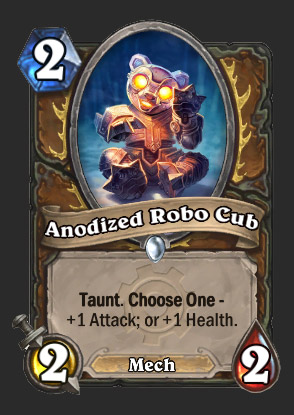 2
Anodized Robo Cub
Taunt. Choose One -
+1 Attack; or +1 Health.
2 Mech 2